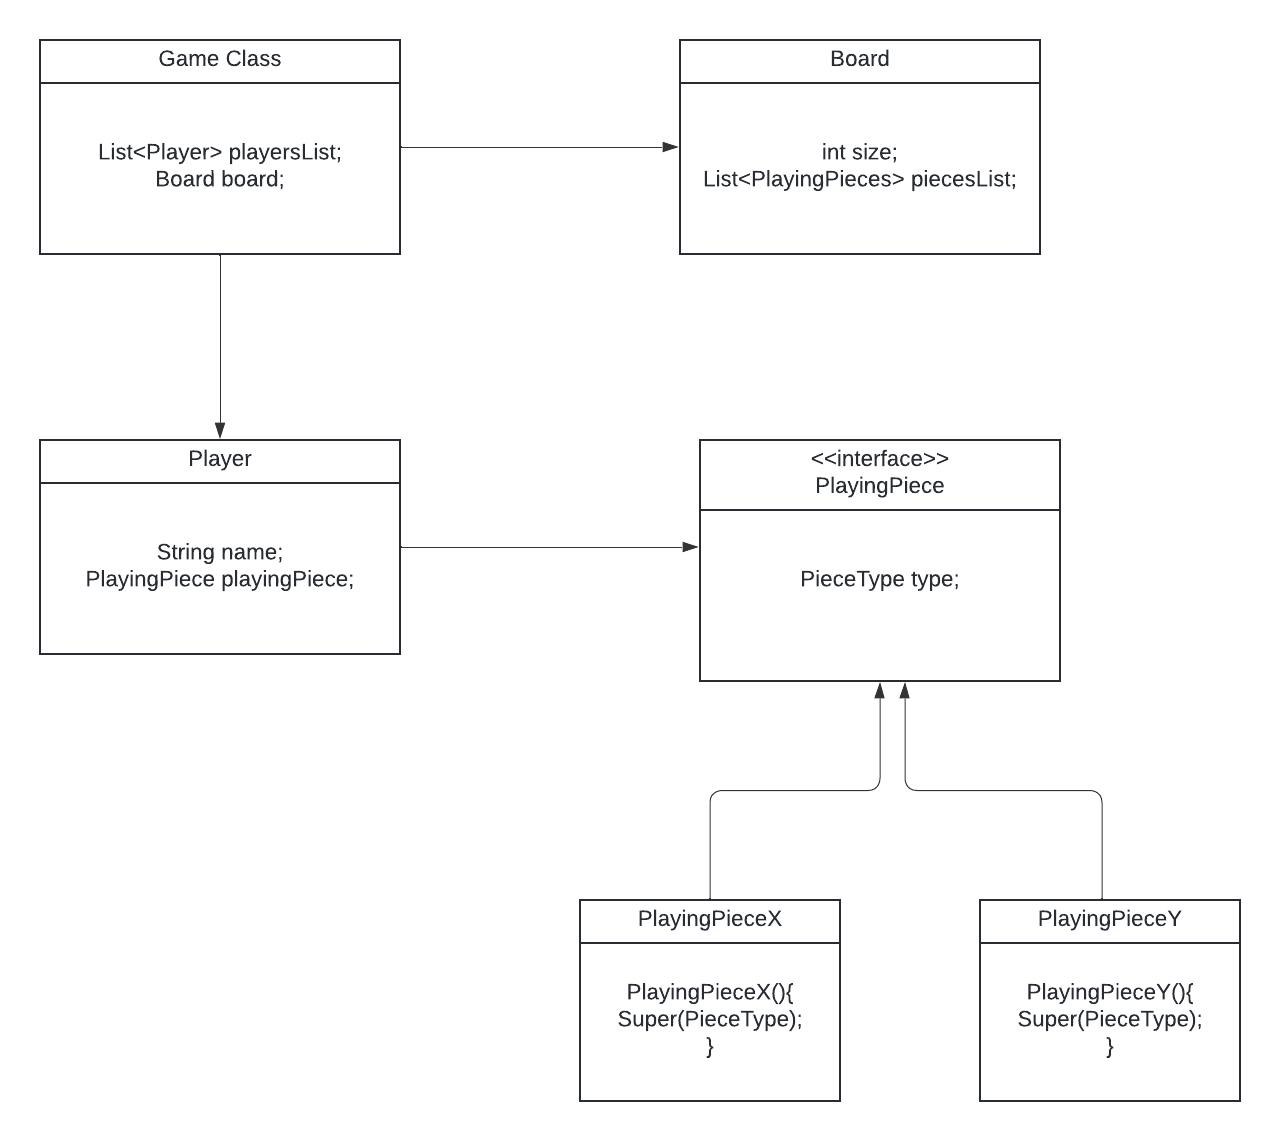 Game Class
List<Player> playersList;
Board board;
Board
int size;
List<PlayingPieces> piecesList;
Player
String name;
PlayingPiece playingPiece;
<<interface>>
PlayingPiece
PieceType type;
PlayingPieceX
PlayingPieceX(){
Super(PieceType);
}
PlayingPieceY
PlayingPieceY(){
Super(PieceType);
}